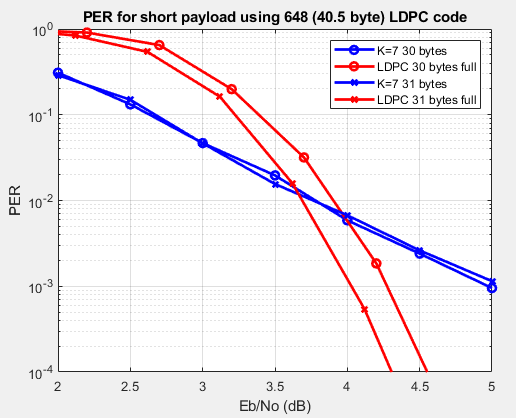 PER for short payload using 648 (40.5 byte) LDPC code
10^0
10^-1
10^-2
10^-3
10^-4
PER
K=7 30 bytes
LDPC 30 bytes full
K=7 31 bytes
LDPC 31 bytes full
2 2.5 3 3.5 4 4.5 5
Eb/No (dB)